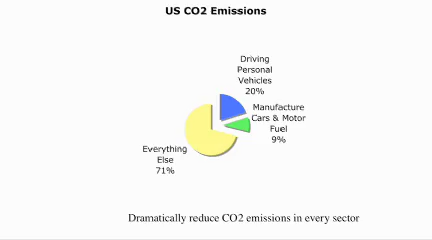 US CO2 Emissions
Driving
Personal
Vehicles
20%
Manufacture
Cars & Motor
Fuel
9%
Everything
Else
71%
Dramatically reduce CO2 emissions in every sector